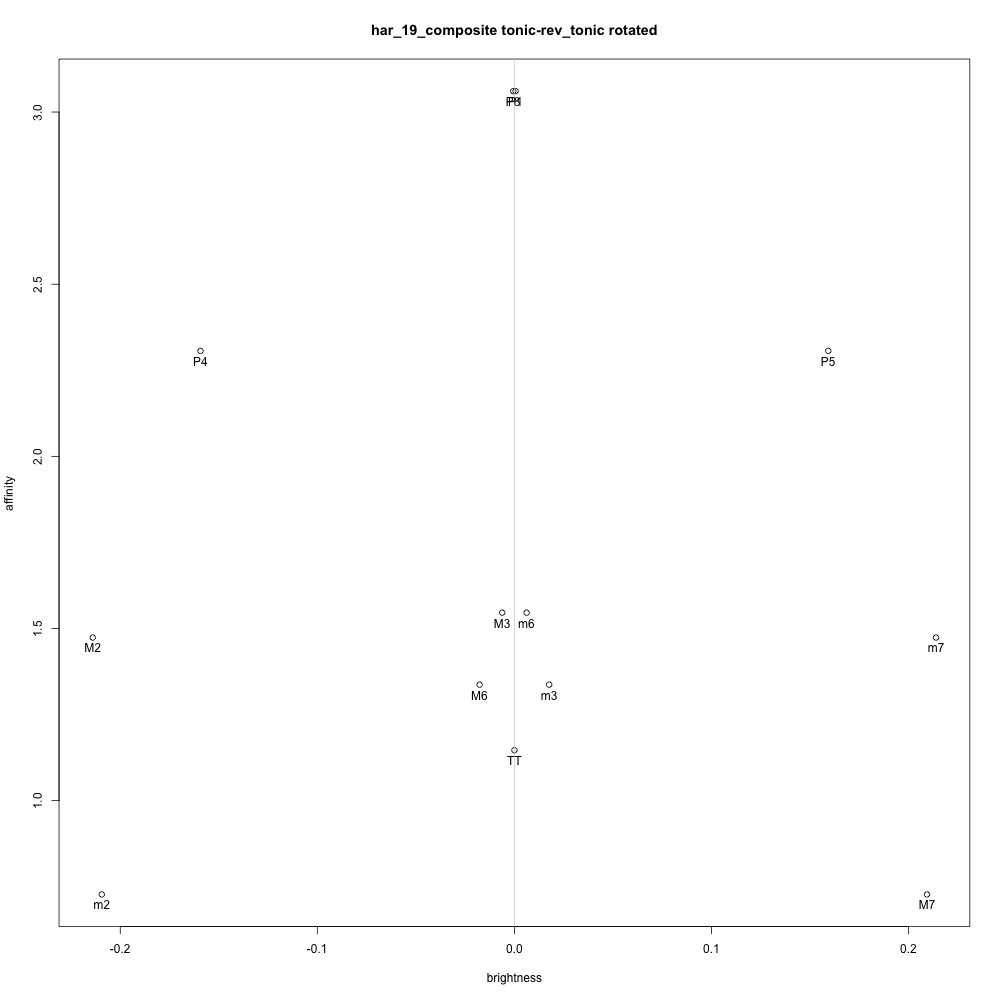 har_19_composite tonic-rev_tonic rotated
3.0
2.5
P4
P5
2.0
affinity
M3 m6
1.5
M2
m7
M6
m3
TT
1.0
m2
M7
-0.2 -0.1 0.0 0.1 0.2
brightness